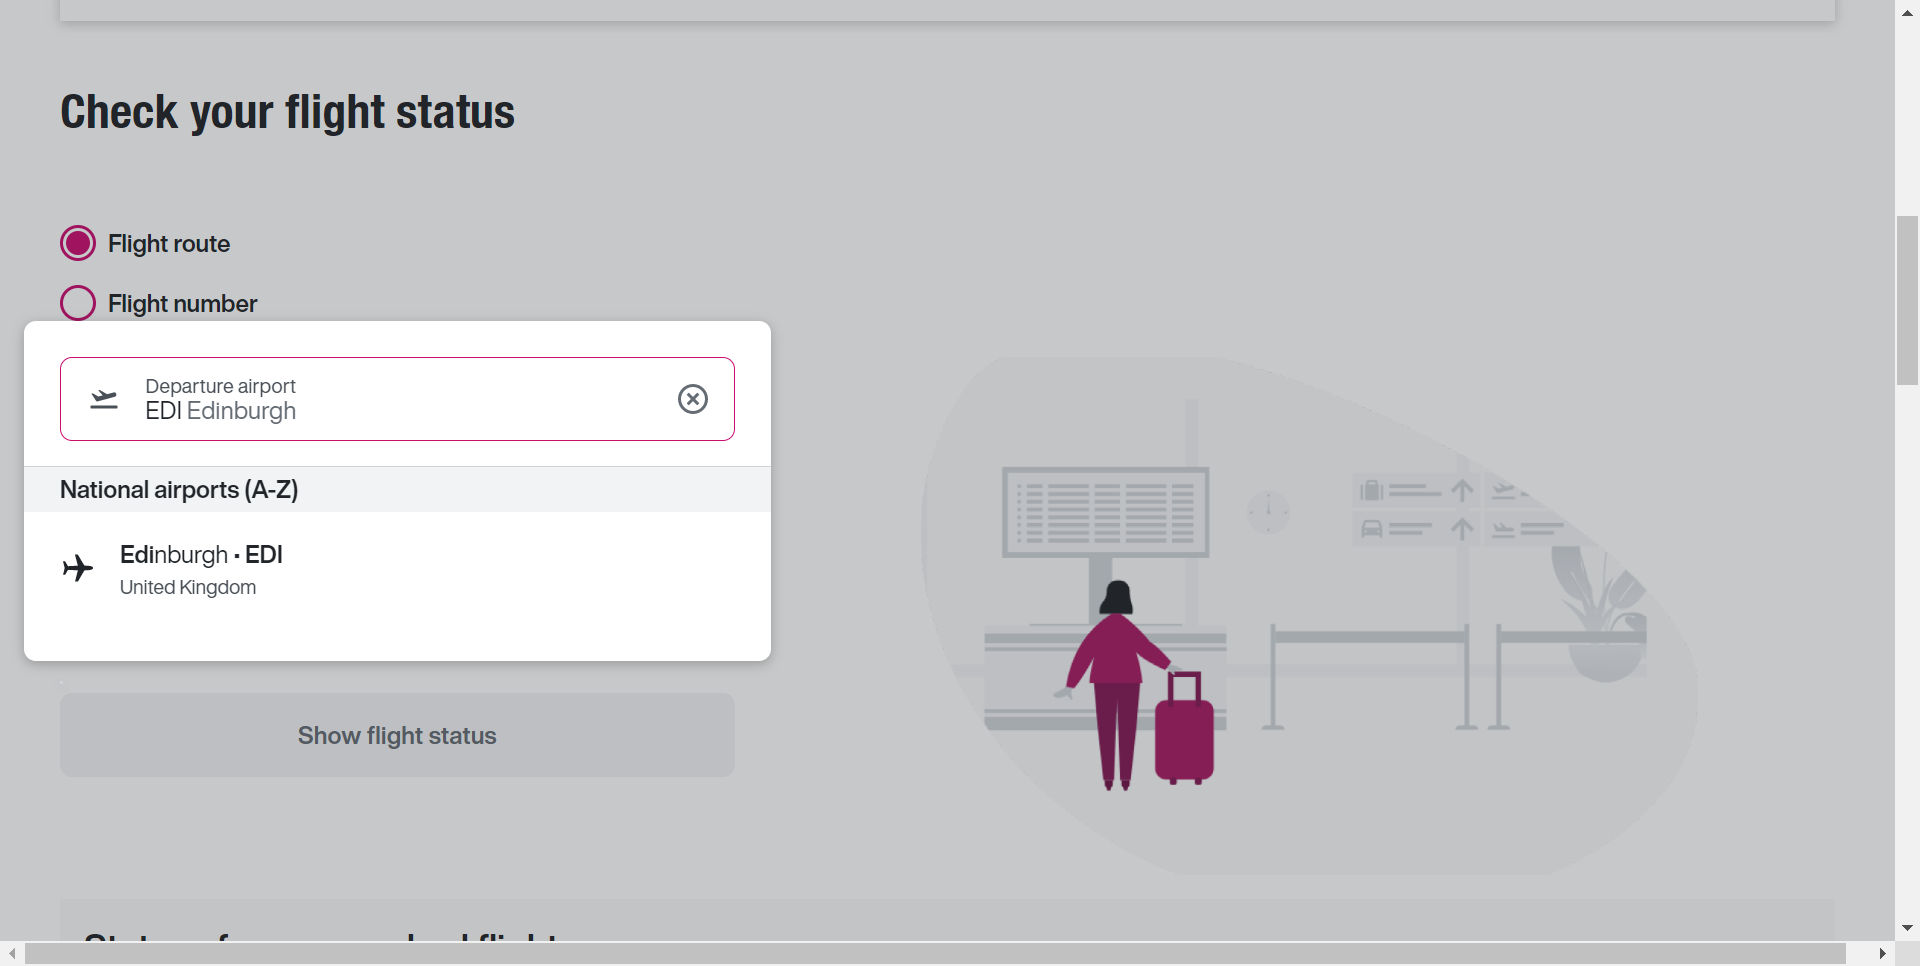 Check your flight status
Flight route
Flight number
Departure airport
EDI Edinburgh
National airports (A-Z)
Edinburgh · EDI
United Kingdom
Show flight status